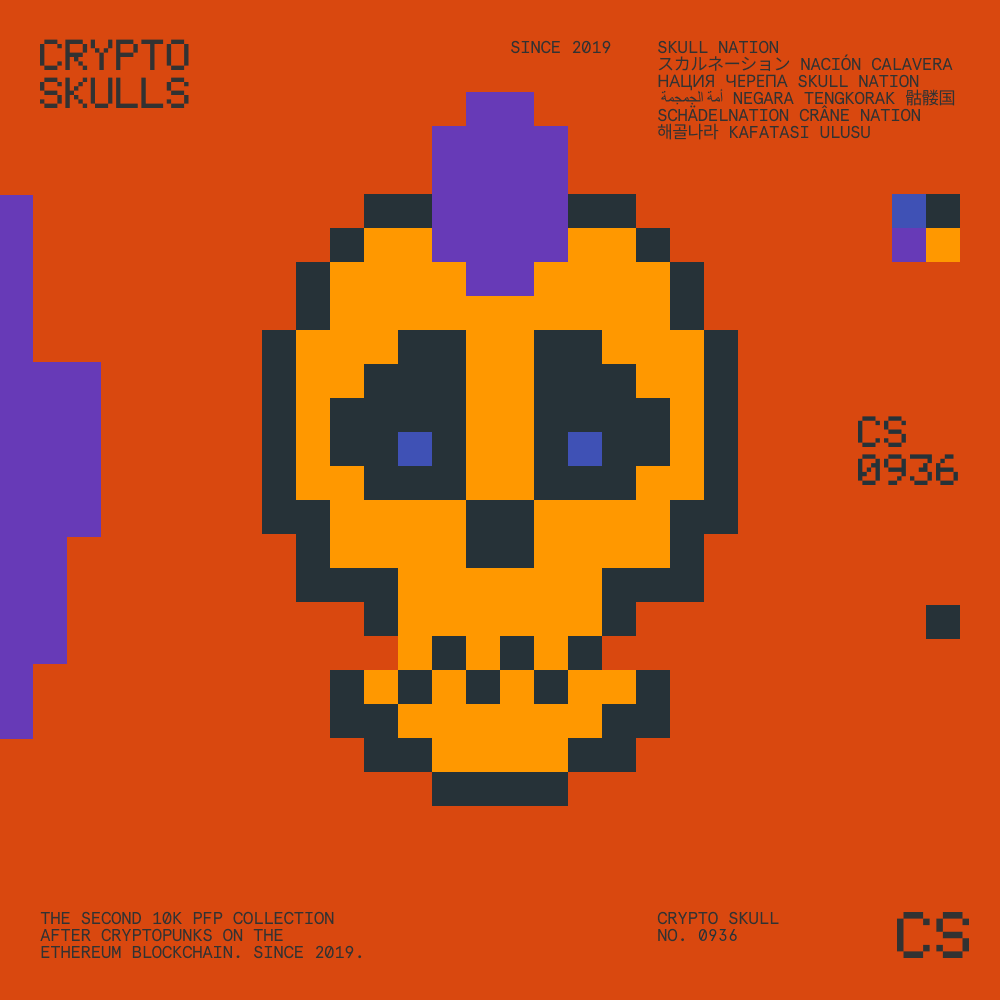 CRYPTO
SKULLS
SINCE 2019
SKULL NATION
スカルネーション NACIÓN CALAVERA
НАЦИЯ ЧЕРЕПА SKULL NATION
أمة الجمجمة NEGARA TENGKORAK 骷髅国
SCHÄDELNATION CRÂNE NATION
해골나라 KAFATASI ULUSU
CS
0936
THE SECOND 10K PFP COLLECTION
AFTER CRYPTOPUNKS ON THE
ETHEREUM BLOCKCHAIN. SINCE 2019.
CRYPTO SKULL
NO. 0936
CS